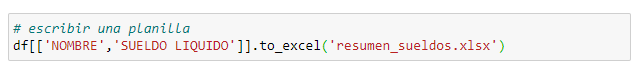 # escribir una planilla
df[['NOMBRE','SUELDO LIQUIDO']].to_excel('resumen_sueldos.xlsx')